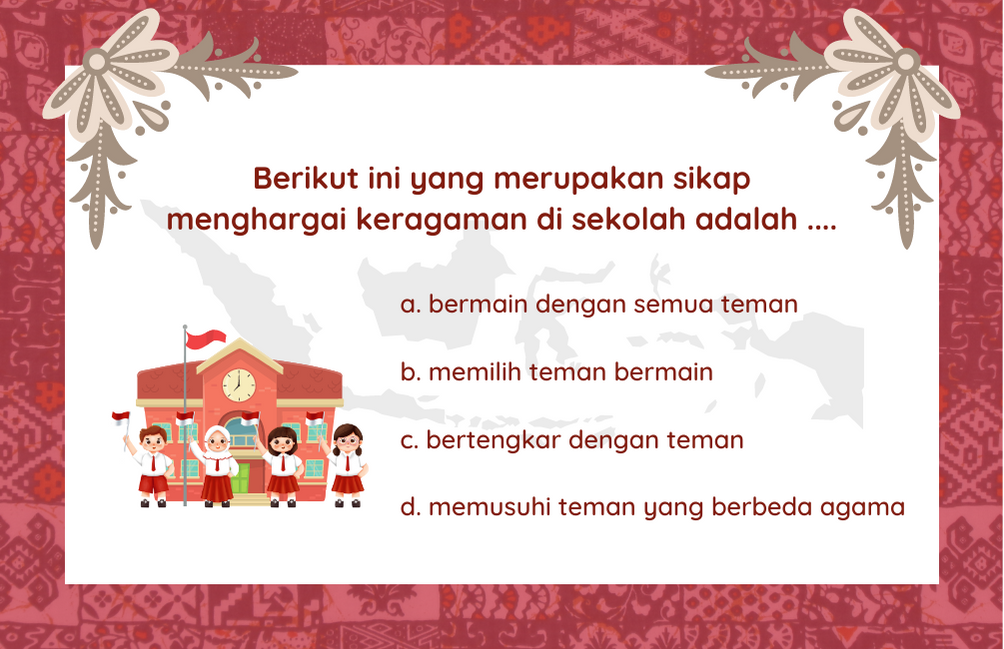 Berikut ini yang merupakan sikap
menghargai keragaman di sekolah adalah ....
a. bermain dengan semua teman
b. memilih teman bermain
c. bertengkar dengan teman
d. memusuhi teman yang berbeda agama